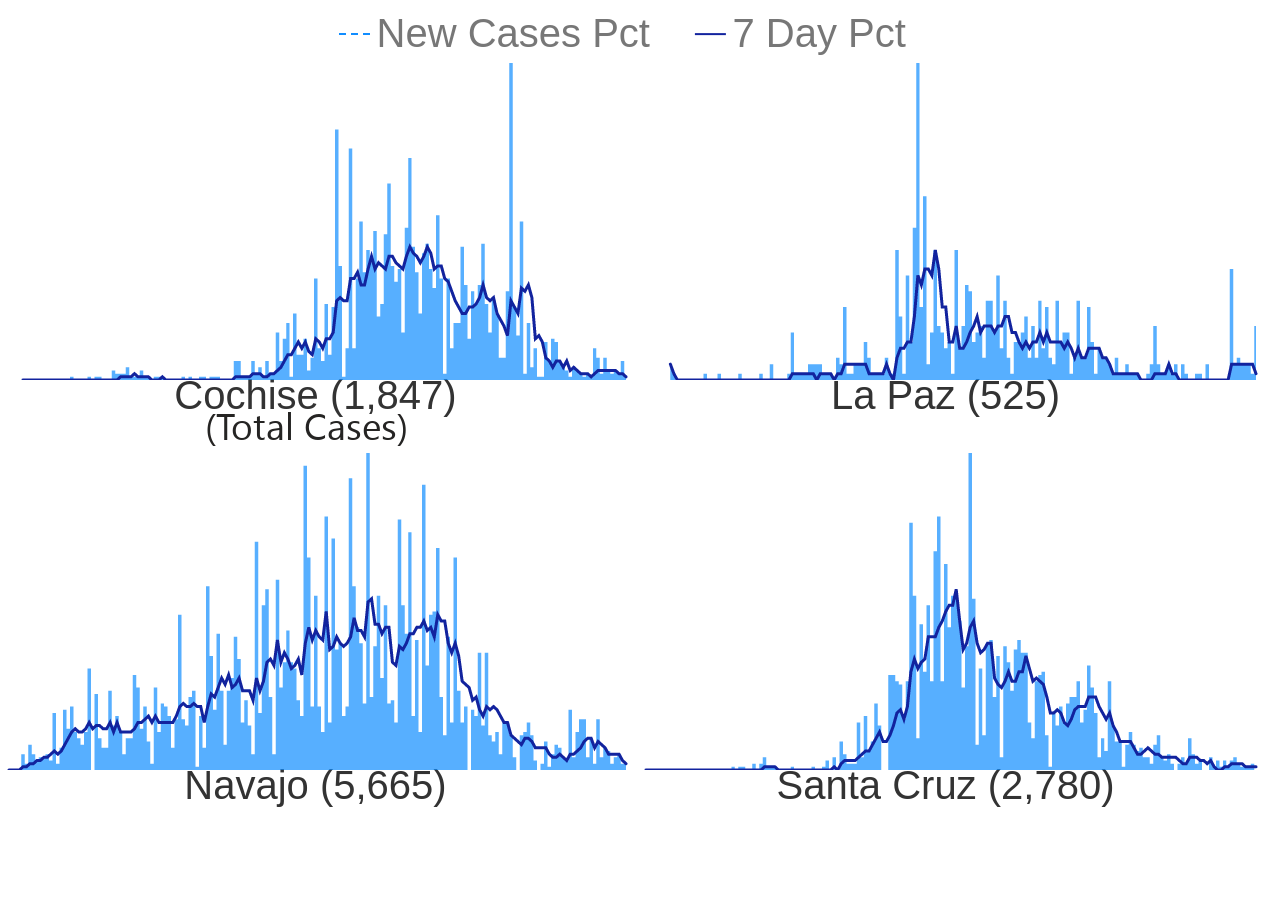 New Cases Pct 7 Day Pct
Cochise (1,847) La Paz (525)
(Total Cases)
Navajo (5,665) Santa Cruz (2,780)